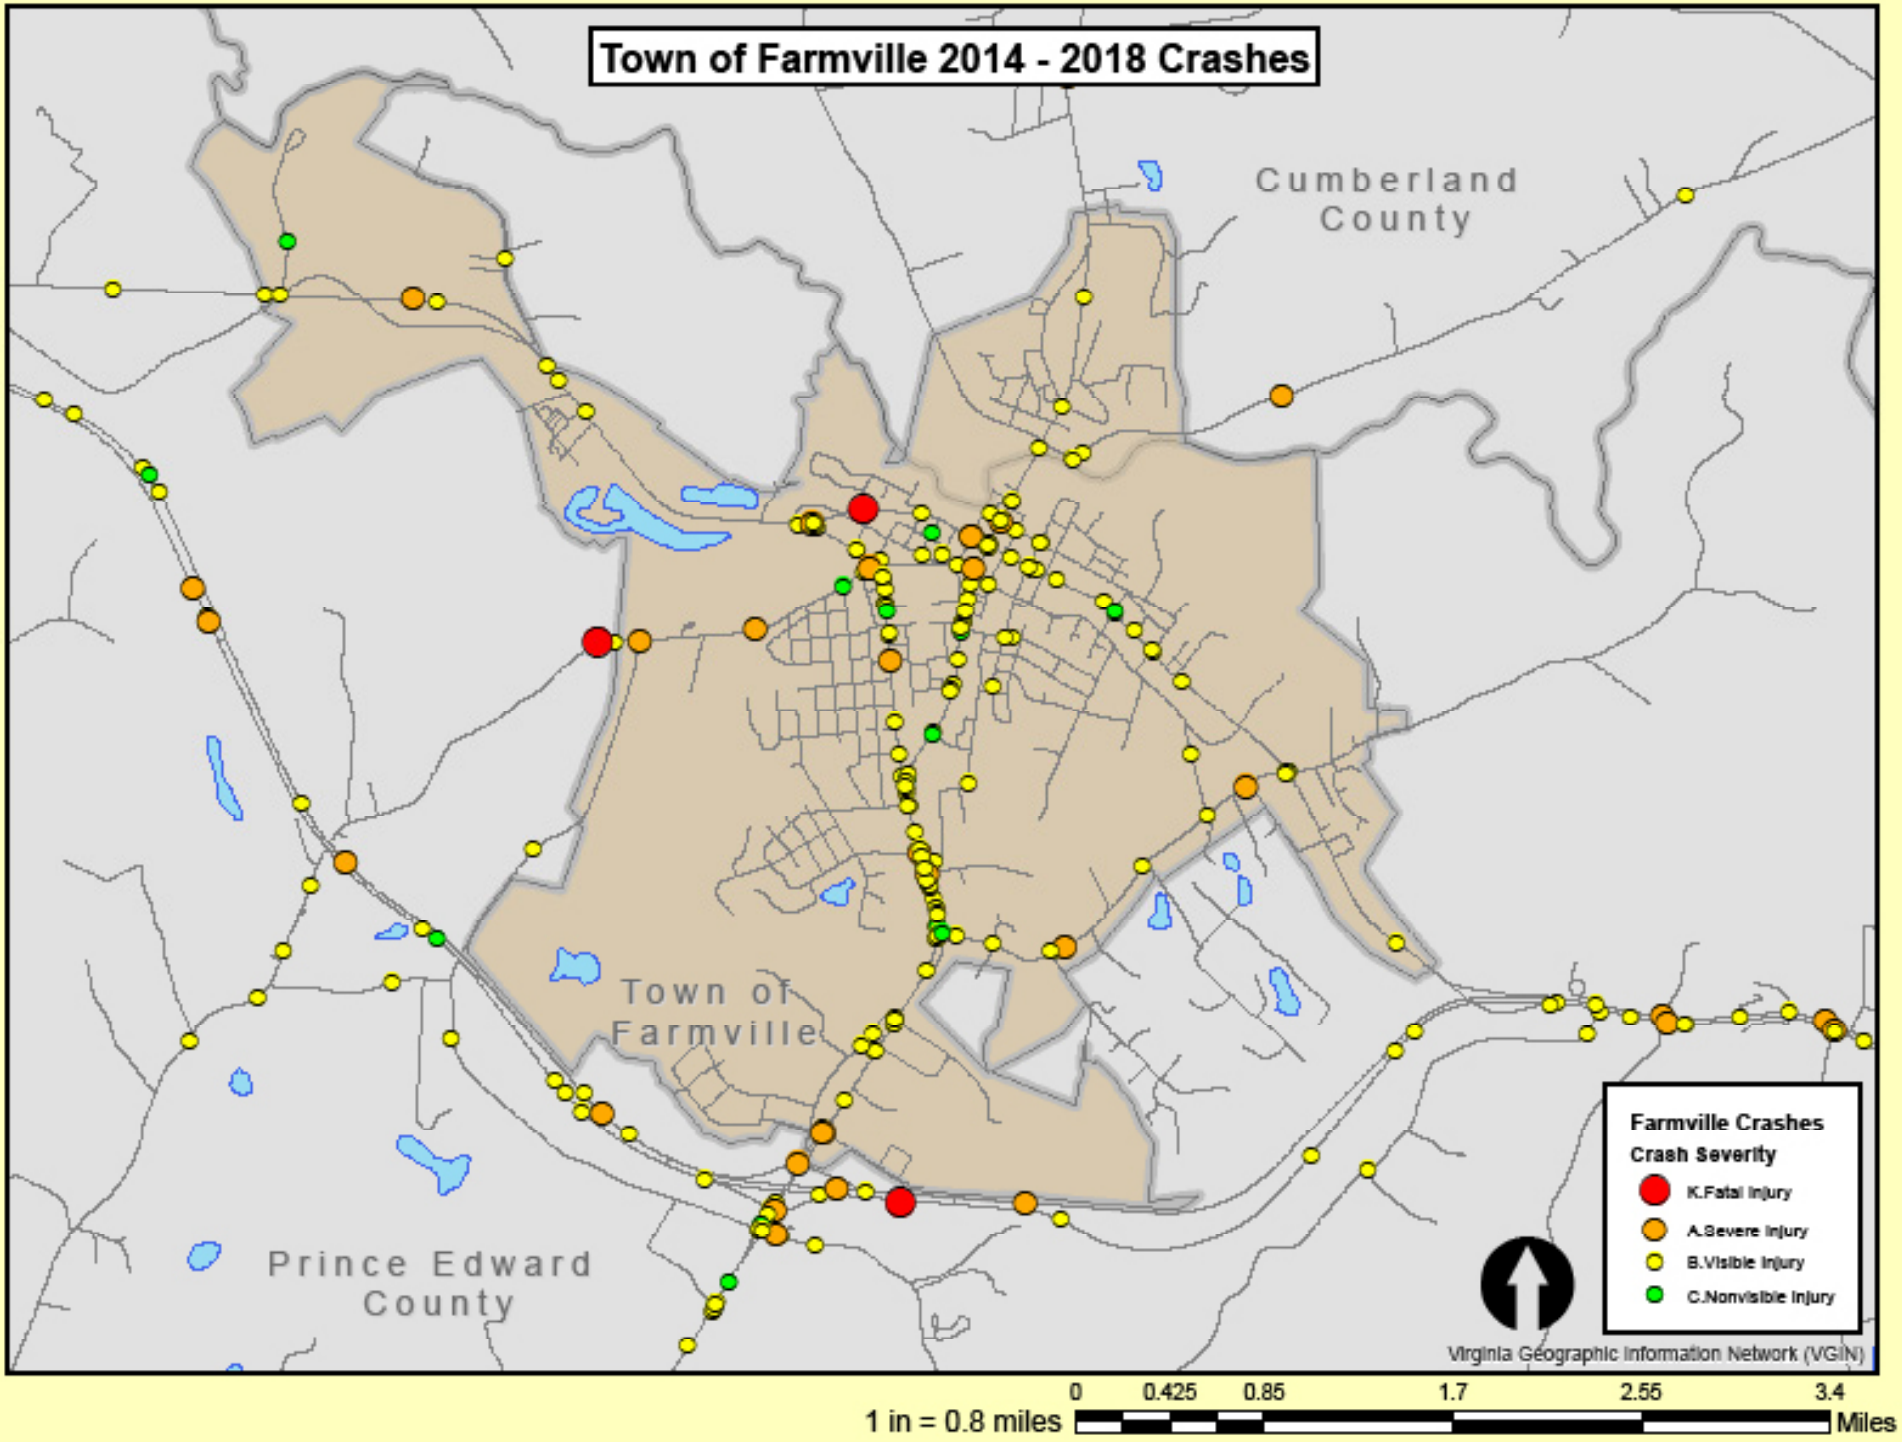 Town of Farmville 2014 - 2018 Crashes
Cumberland
County
Town of
Farmville
Prince Edward
County
Farmville Crashes
Crash Severity
K.Fatal Injury
A.Severe Injury
B.Visible Injury
C.Nonvisible Injury
Virginia Geographic Information Network (VGIN)
0 0.425 0.85 1.7 2.55 3.4
1 in = 0.8 miles
Miles